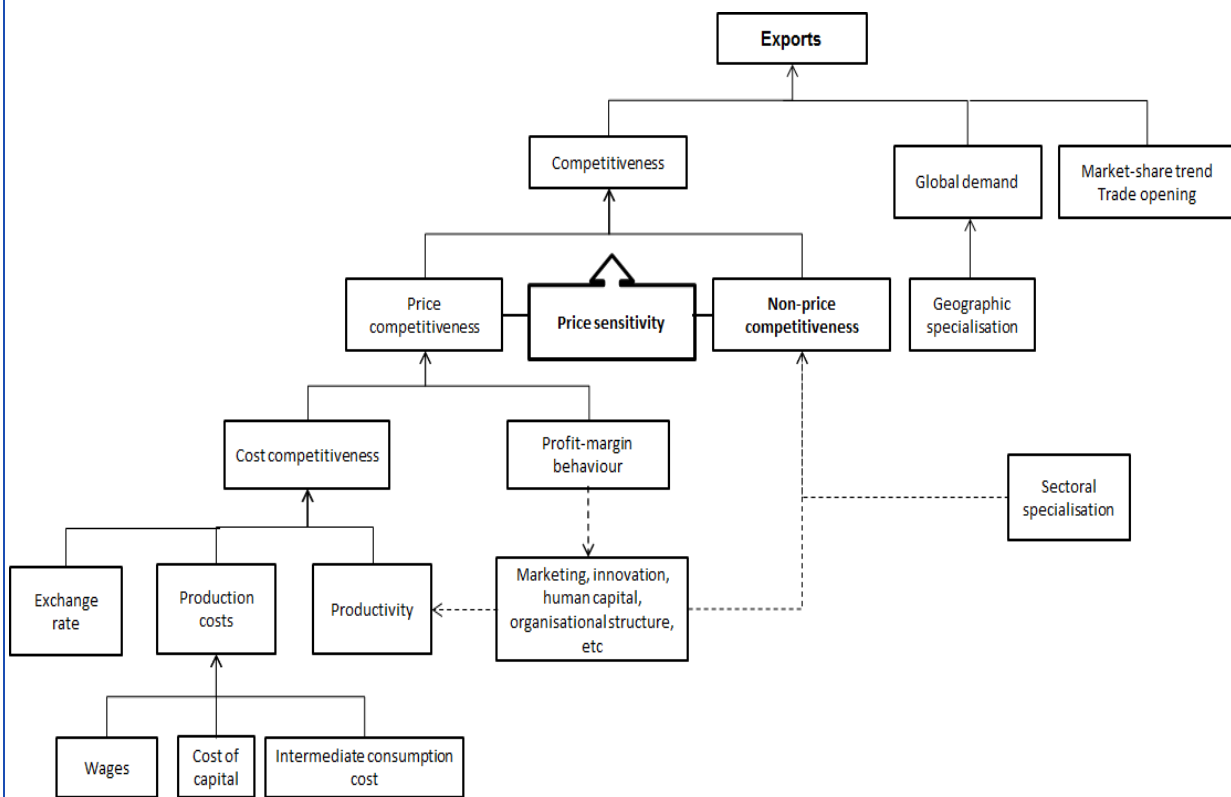 Exports
Competitiveness
Global demand
Market-share trend
Trade opening
Price
competitiveness
Price sensitivity
Non-price
competitiveness
Geographic
specialisation
Cost competitiveness
Profit-margin
behaviour
Sectoral
specialisation
Exchange
rate
Production
costs
Productivity
Marketing, innovation,
human capital,
organisational structure,
etc
Wages
Cost of
capital
Intermediate consumption
cost